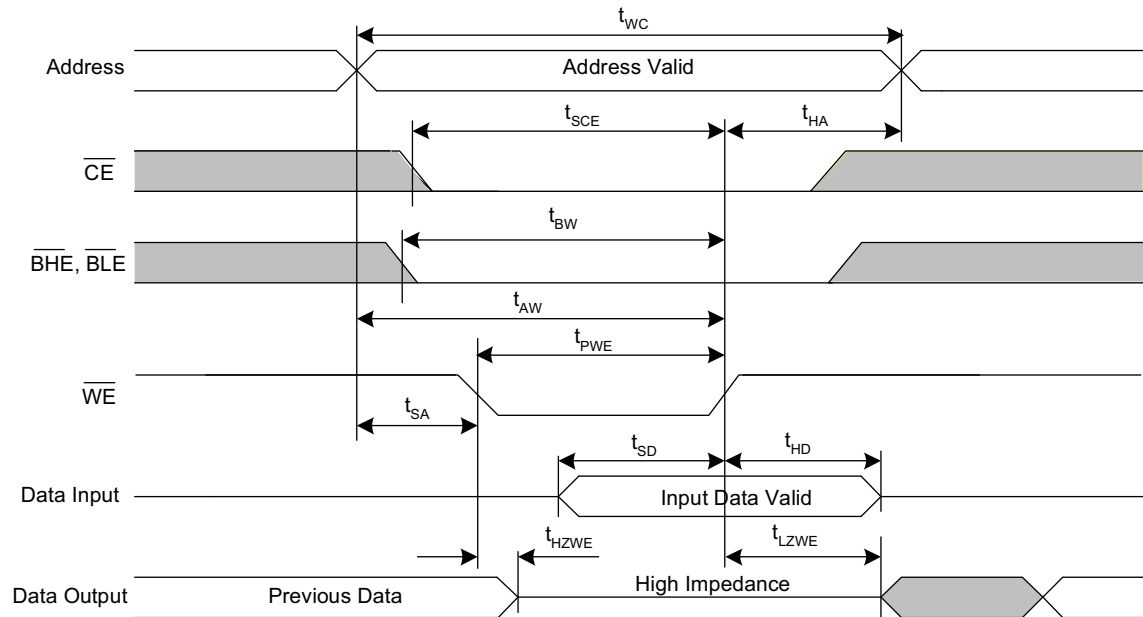 tWC
Address
Address Valid
tSCE
tHA
CE
tBW
BHE, BLE
tAW
tPWE
WE
tSA
tSD
tHD
Data Input
Input Data Valid
tHZWE
tLZWE
Data Output
Previous Data
High Impedance